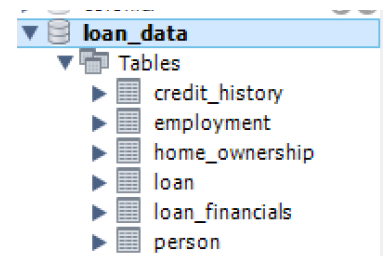 loan_data
Tables
credit_history
employment
home_ownership
loan
loan_financials
person